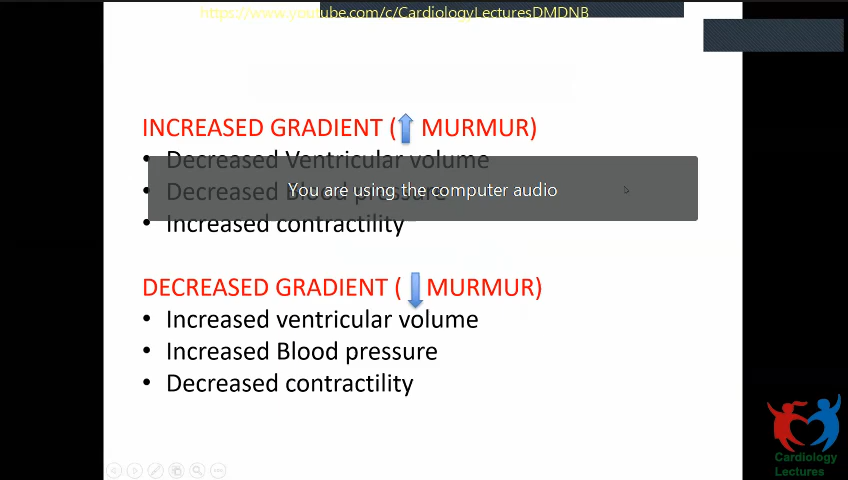 https://www.youtube.com/c/CardiologyLecturesDMDNB
INCREASED GRADIENT ( MURMUR)
• Decreased Ventricular volume
• Decreased Blood pressure
You are using the computer audio
• Increased contractility
DECREASED GRADIENT ( MURMUR)
• Increased ventricular volume
• Increased Blood pressure
• Decreased contractility
Cardiology
Lectures